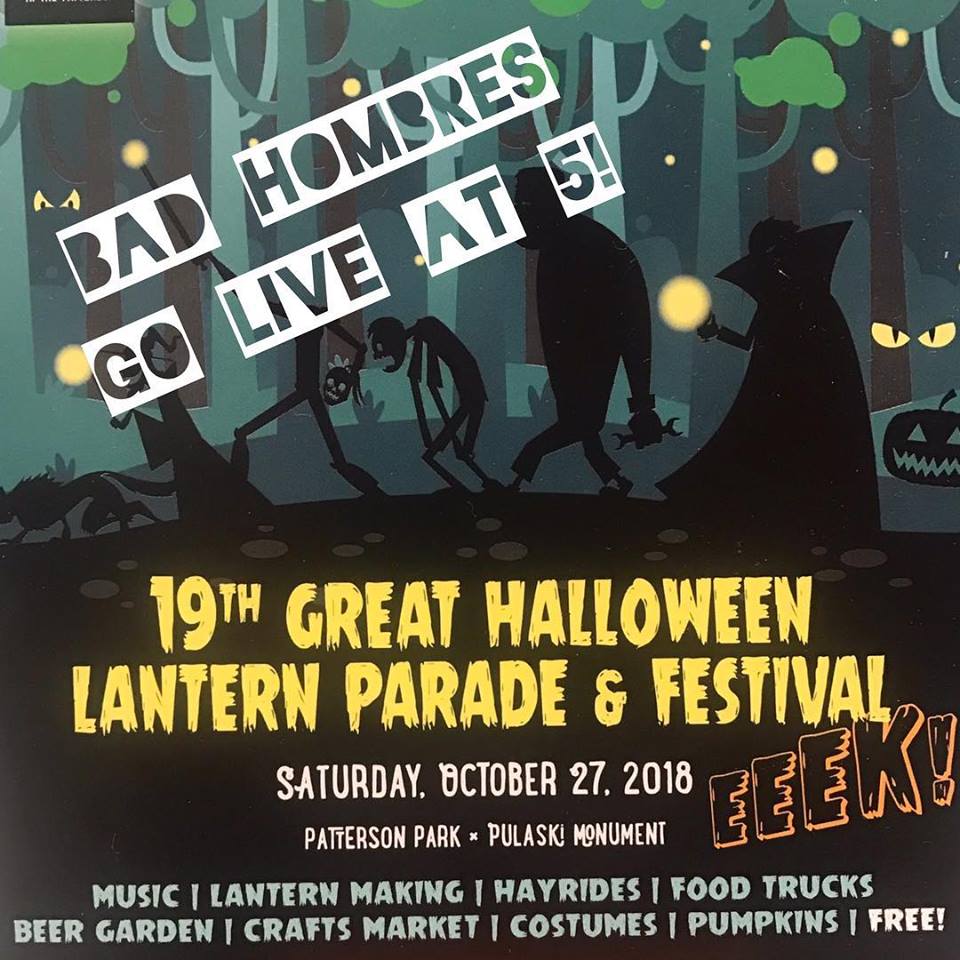 BAD HOMBRES
GO LIVE AT 5!
19TH GREAT HALLOWEEN
LANTERN PARADE & FESTIVAL
EEEK!
SATURDAY, OCTOBER 27, 2018
PATTERSON PARK × PULASKI MONUMENT
MUSIC | LANTERN MAKING | HAYRIDES | FOOD TRUCKS
BEER GARDEN | CRAFTS MARKET | COSTUMES | PUMPKINS | FREE!